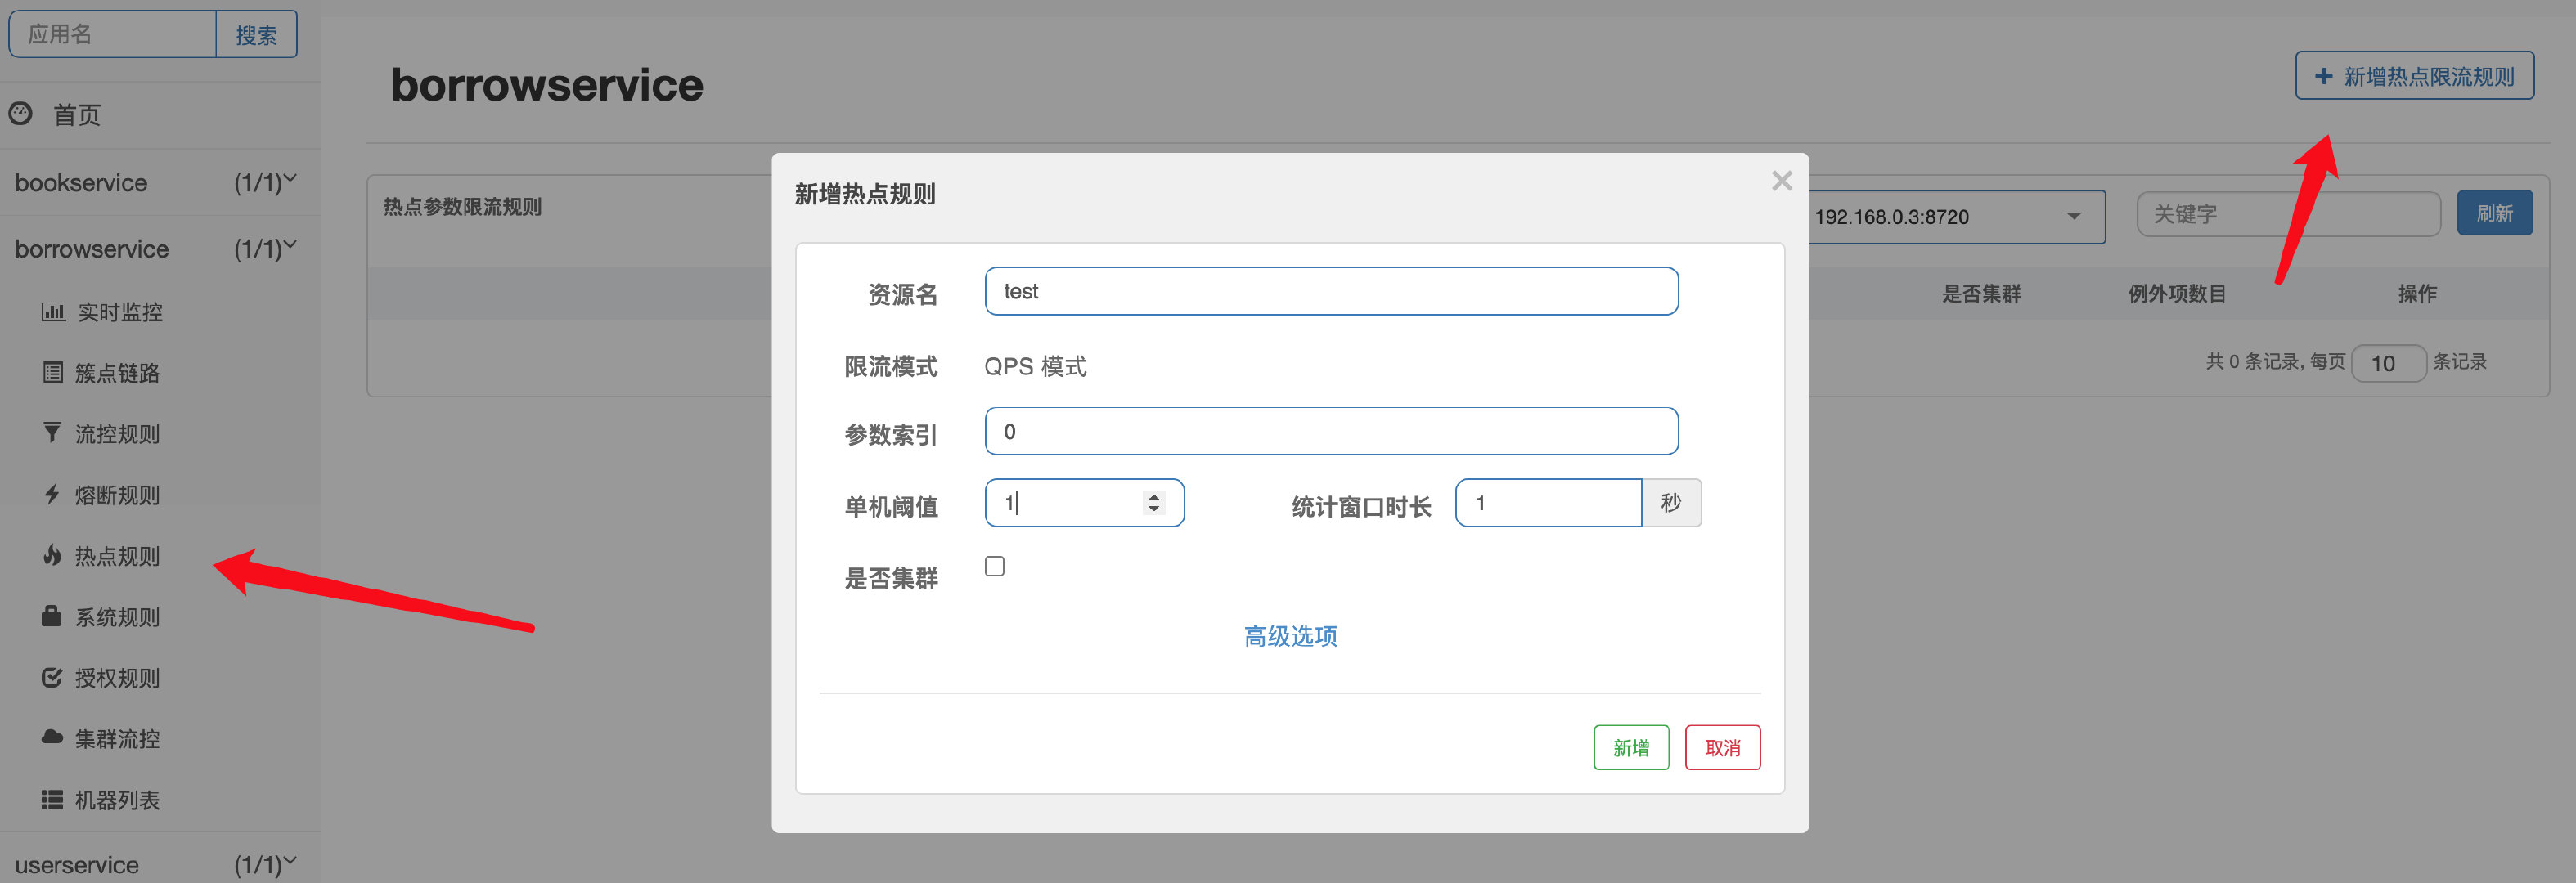 应用名
搜索
首页
bookservice (1/1)
borrowservice (1/1)
实时监控
簇点链路
流控规则
熔断规则
热点规则
系统规则
授权规则
集群流控
机器列表
userservice (1/1)
borrowservice
新增热点限流规则
热点参数限流规则
192.168.0.3:8720
关键字
刷新
是否集群 例外项数目 操作
共 0 条记录, 每页 10 条记录
新增热点规则
×
资源名 test
限流模式 QPS 模式
参数索引 0
单机阈值 1 统计窗口时长 1 秒
是否集群
高级选项
新增 取消